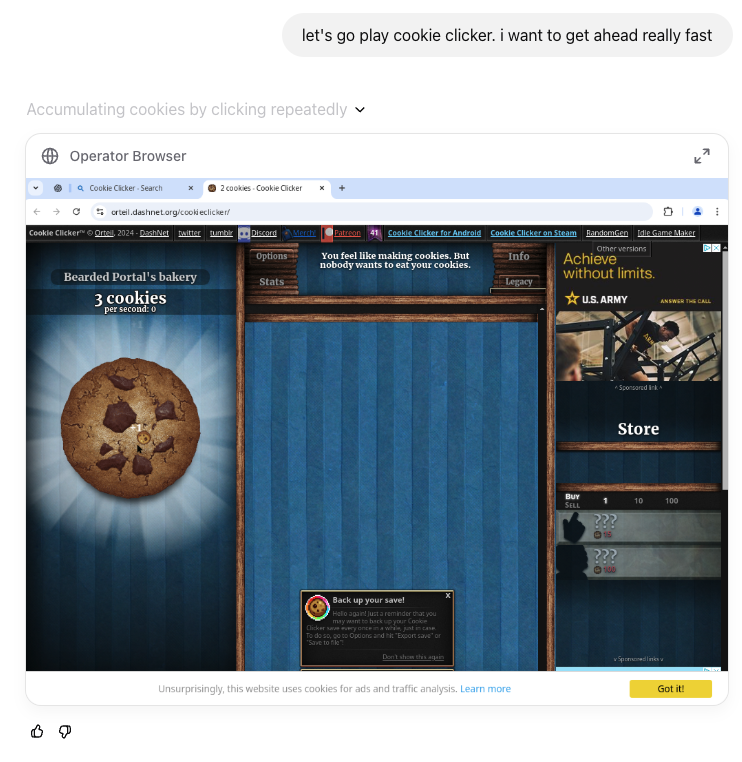 let's go play cookie clicker. i want to get ahead really fast
Accumulating cookies by clicking repeatedly
Operator Browser
Cookie Clicker - Search
2 cookies - Cookie Clicker
orteil.dashnet.org/cookieclicker/
Cookie Clicker™ © Orteil, 2024 - DashNet twitter tumblr Discord Merch! Patreon 41 Cookie Clicker for Android Cookie Clicker on Steam RandomGen Idle Game Maker
Other versions
Bearded Portal's bakery
3 cookies
per second: 0
+1
Options
Stats
You feel like making cookies. But
nobody wants to eat your cookies.
Info
Legacy
Achieve
without limits.
U.S. ARMY
ANSWER THE CALL
^ Sponsored link ^
Store
Buy
Sell
1 10 100
???
15
???
100
v Sponsored links v
Back up your save!
x
Hello again! Just a reminder that you
may want to back up your Cookie
Clicker save every once in a while, just in case.
To do so, go to Options and hit "Export save" or
"Save to file"!
Don't show this again
Unsurprisingly, this website uses cookies for ads and traffic analysis. Learn more
Got it!